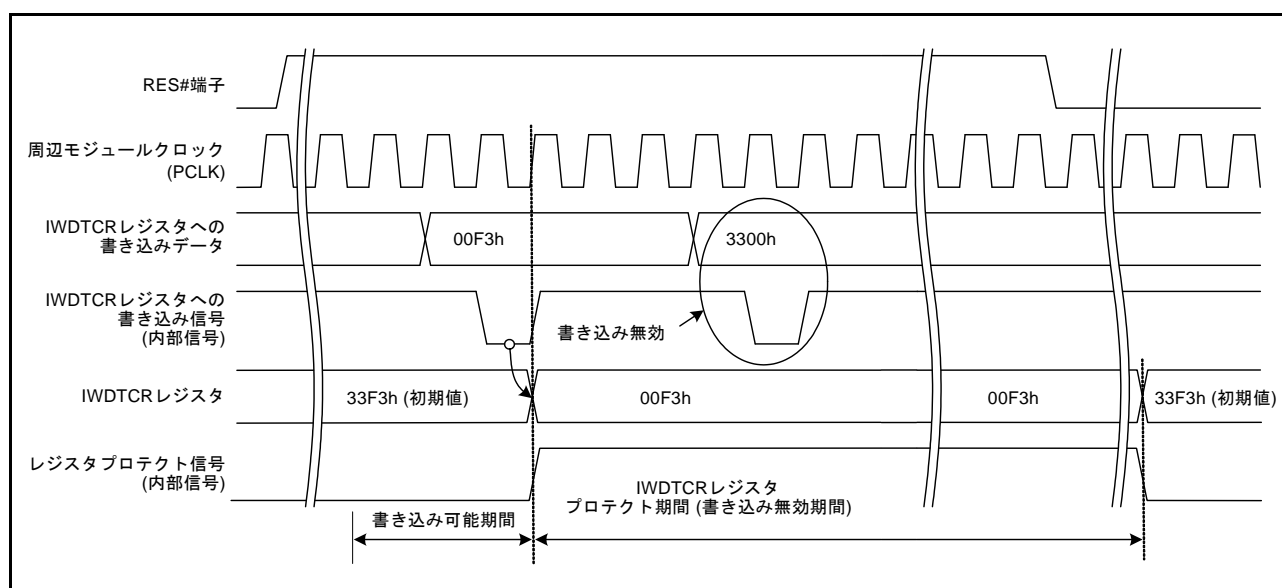 RES#端子
周辺モジュールクロック
(PCLK)
IWDTCRレジスタへの
書き込みデータ
00F3h
3300h
IWDTCRレジスタへの
書き込み信号
(内部信号)
書き込み無効
IWDTCRレジスタ
33F3h (初期値)
00F3h
00F3h
33F3h (初期値)
レジスタプロテクト信号
(内部信号)
IWDTCRレジスタ
プロテクト期間 (書き込み無効期間)
書き込み可能期間